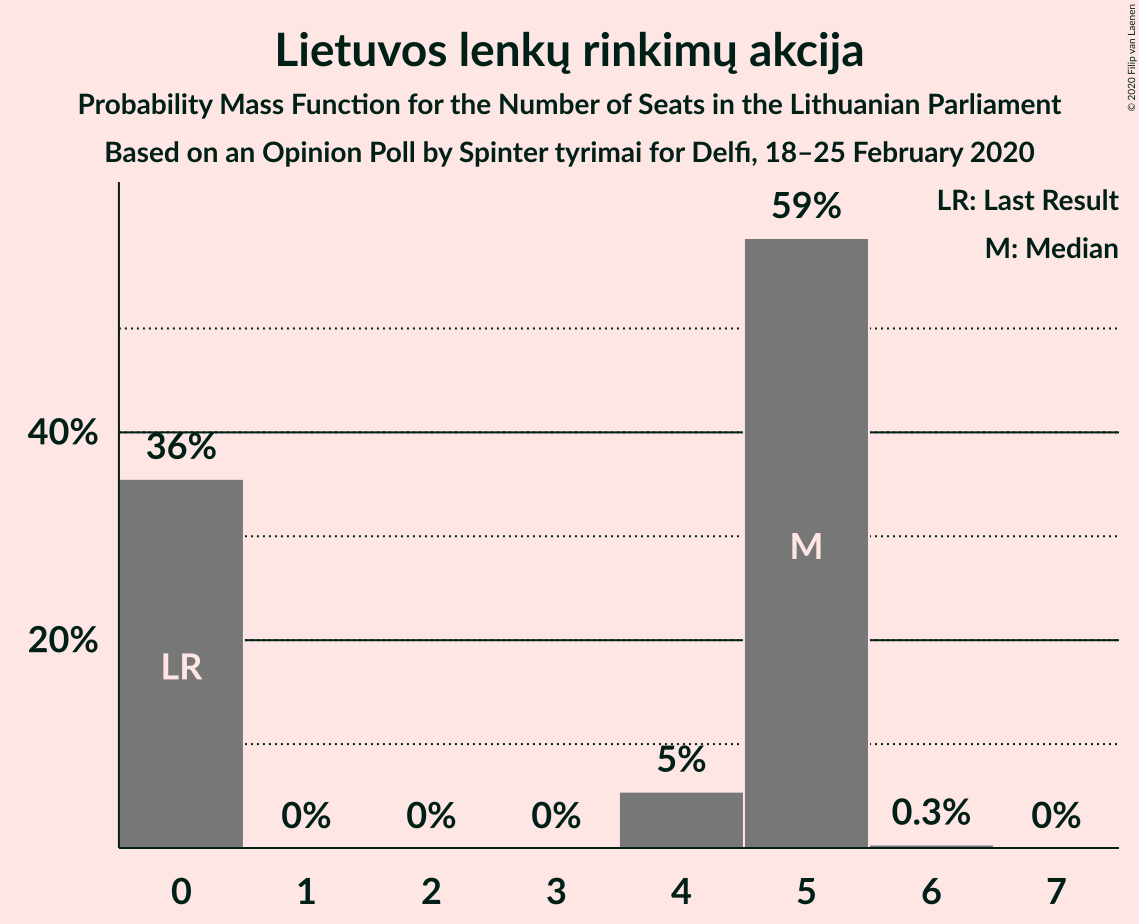 Lietuvos lenkų rinkimų akcija
Probability Mass Function for the Number of Seats in the Lithuanian Parliament
Based on an Opinion Poll by Spinter tyrimai for Delfi, 18–25 February 2020
© 2020 Filip van Laenen
LR: Last Result
M: Median
59%
40%
36%
M
20%
LR
5%
0%
0%
0%
0.3%
0%
0
1
2
3
4
5
6
7